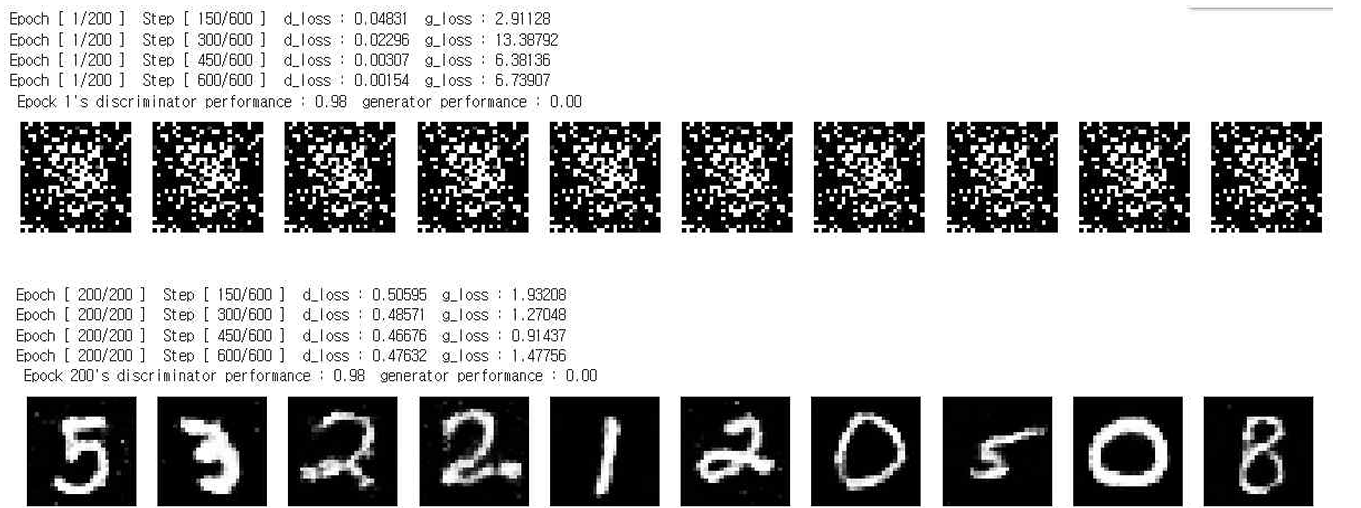 Epoch [ 1/200 ] Step [ 150/600 ] d_loss : 0.04831 g_loss : 2.91128
Epoch [ 1/200 ] Step [ 300/600 ] d_loss : 0.02296 g_loss : 13.38792
Epoch [ 1/200 ] Step [ 450/600 ] d_loss : 0.00307 g_loss : 6.38136
Epoch [ 1/200 ] Step [ 600/600 ] d_loss : 0.00154 g_loss : 6.73907
Epock 1's discriminator performance : 0.98 generator performance : 0.00
Epoch [ 200/200 ] Step [ 150/600 ] d_loss : 0.50595 g_loss : 1.93208
Epoch [ 200/200 ] Step [ 300/600 ] d_loss : 0.48571 g_loss : 1.27048
Epoch [ 200/200 ] Step [ 450/600 ] d_loss : 0.46676 g_loss : 0.91437
Epoch [ 200/200 ] Step [ 600/600 ] d_loss : 0.47632 g_loss : 1.47756
Epock 200's discriminator performance : 0.98 generator performance : 0.00
5 3 2 2 1 2 0 5 0 8